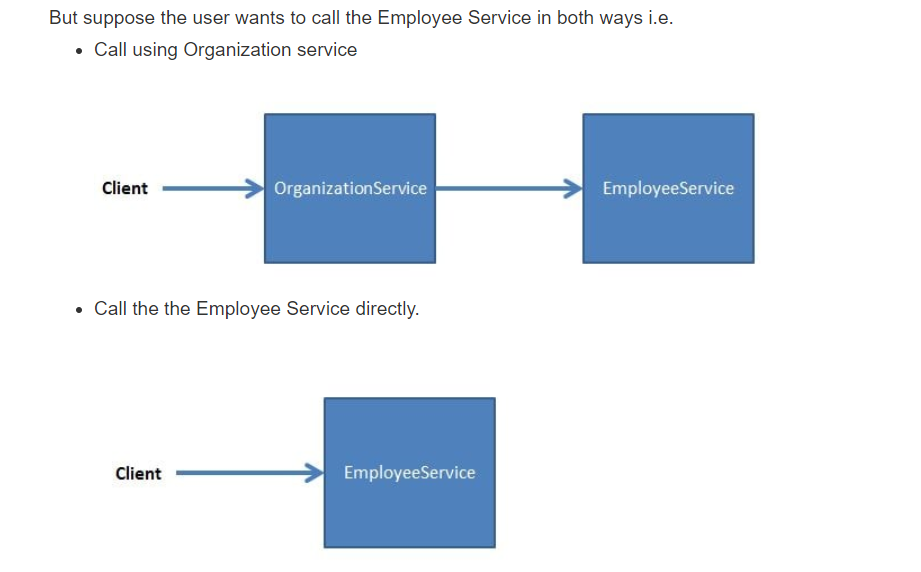 But suppose the user wants to call the Employee Service in both ways i.e.
• Call using Organization service
Client
OrganizationService
EmployeeService
• Call the the Employee Service directly.
Client
EmployeeService